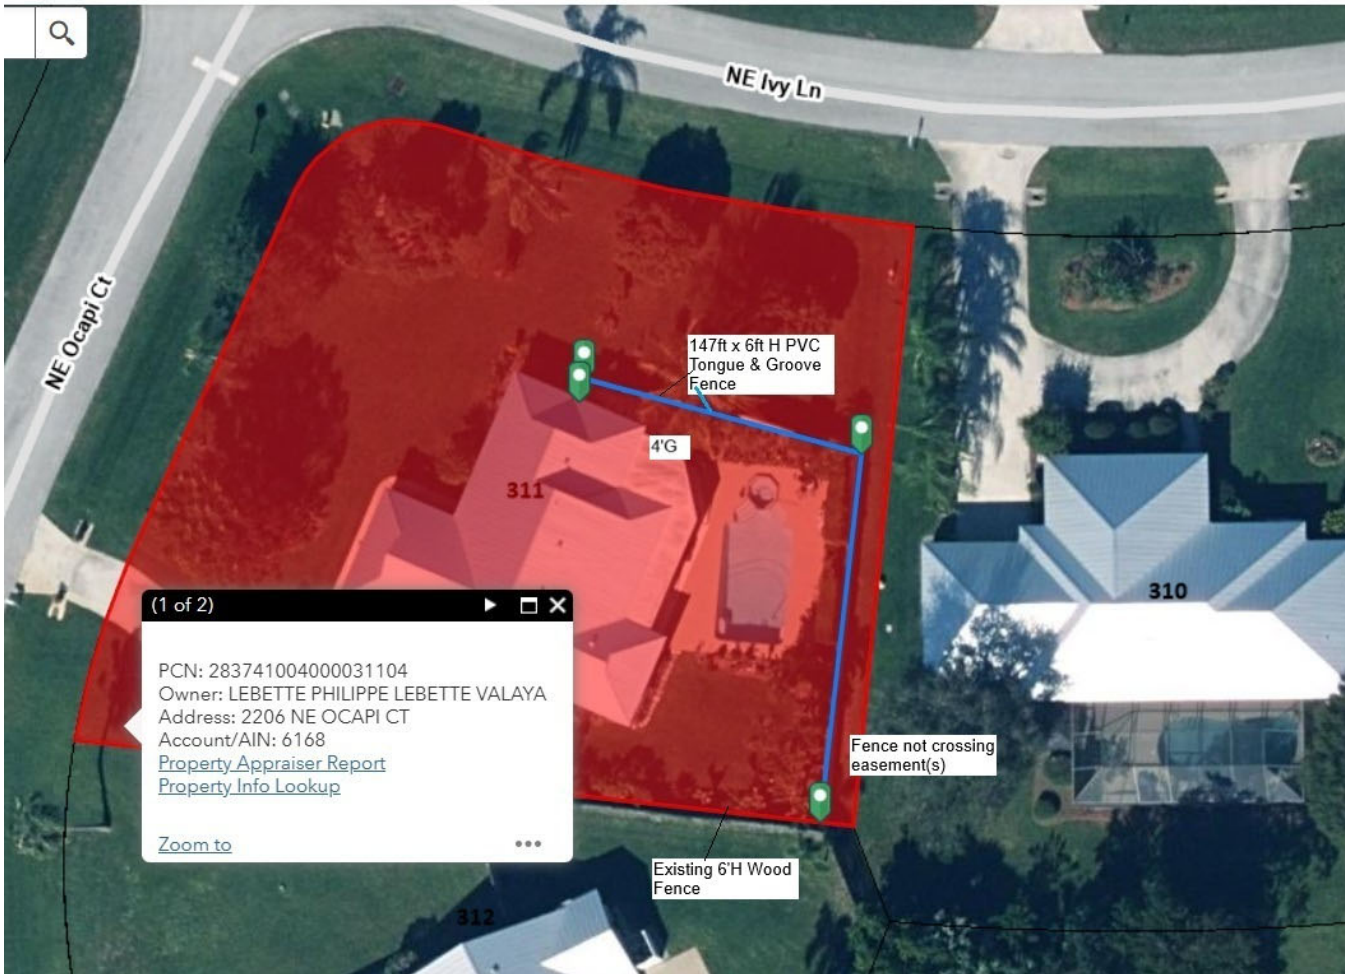 NE Ivy Ln
NE Ocapi Ct
147ft x 6ft H PVC
Tongue & Groove
Fence
4'G
311
310
(1 of 2)
PCN: 283741004000031104
Owner: LEBETTE PHILIPPE LEBETTE VALAYA
Address: 2206 NE OCAPI CT
Account/AIN: 6168
Property Appraiser Report
Property Info Lookup
Zoom to
•••
Fence not crossing
easement(s)
Existing 6'H Wood
Fence
312